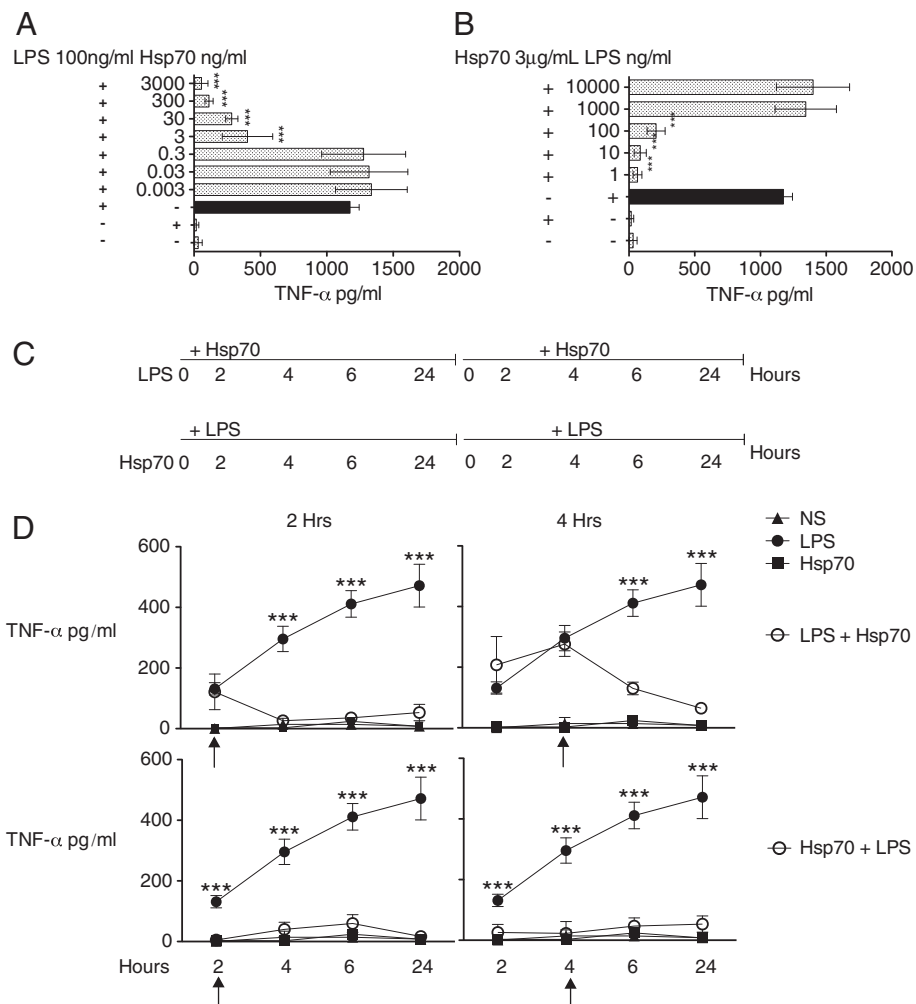 A
LPS 100ng/ml Hsp70 ng/ml
+ 3000 ***
+ 300 ***
+ 30 ***
+ 3 ***
+ 0.3
+ 0.03
+ 0.003
+ -
- +
- -
0 500 1000 1500 2000
TNF-α pg/ml
B
Hsp70 3µg/mL LPS ng/ml
+ 10000
+ 1000
+ 100 ***
+ 10 ***
+ 1 ***
- +
+ -
- -
0 500 1000 1500 2000
TNF-α pg/ml
C
+ Hsp70
LPS 0 2 4 6 24
+ Hsp70
0 2 4 6 24 Hours
+ LPS
Hsp70 0 2 4 6 24
+ LPS
0 2 4 6 24 Hours
D
2 Hrs 4 Hrs
NS
LPS
Hsp70
LPS + Hsp70
TNF-α pg/ml
600
400
200
0
*** *** ***
*** ***
TNF-α pg/ml
600
400
200
0
*** *** *** ***
*** *** *** ***
Hsp70 + LPS
Hours 2 4 6 24 2 4 6 24